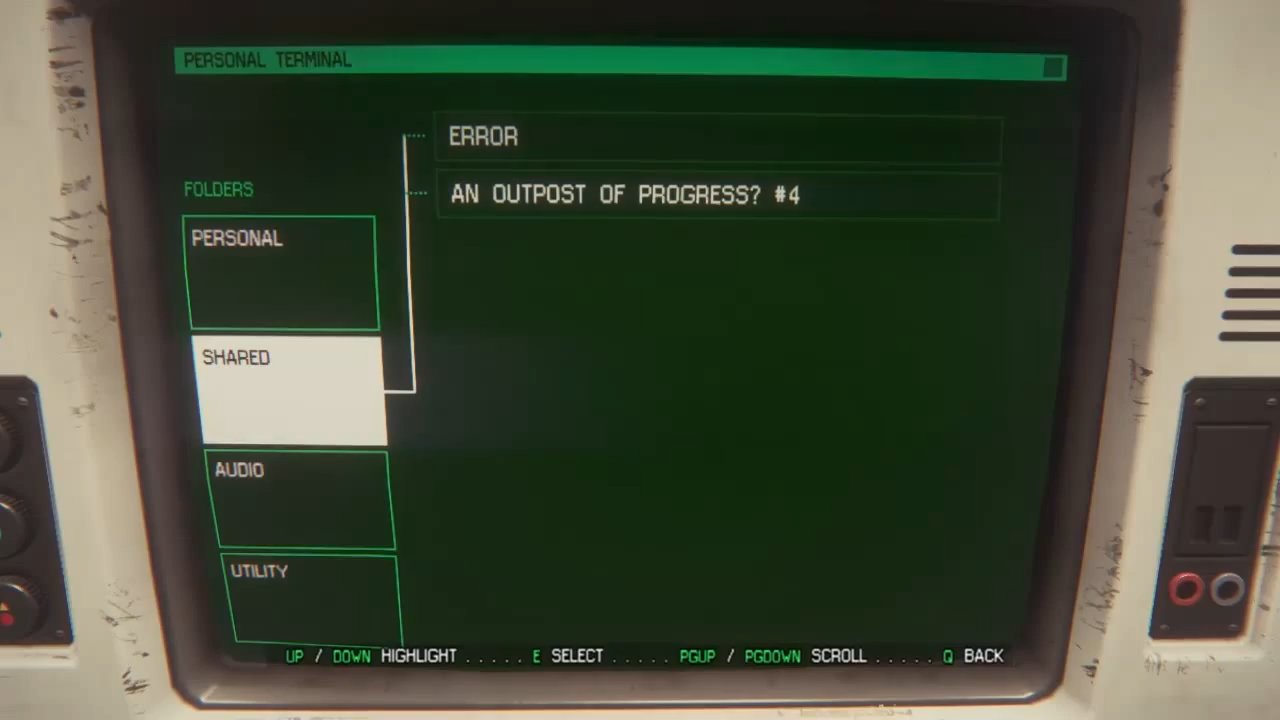 PERSONAL TERMINAL
ERROR
AN OUTPOST OF PROGRESS? #4
FOLDERS
PERSONAL
SHARED
AUDIO
UTILITY
UP / DOWN HIGHLIGHT ..... E SELECT ..... PGUP / PGDOWN SCROLL ..... Q BACK